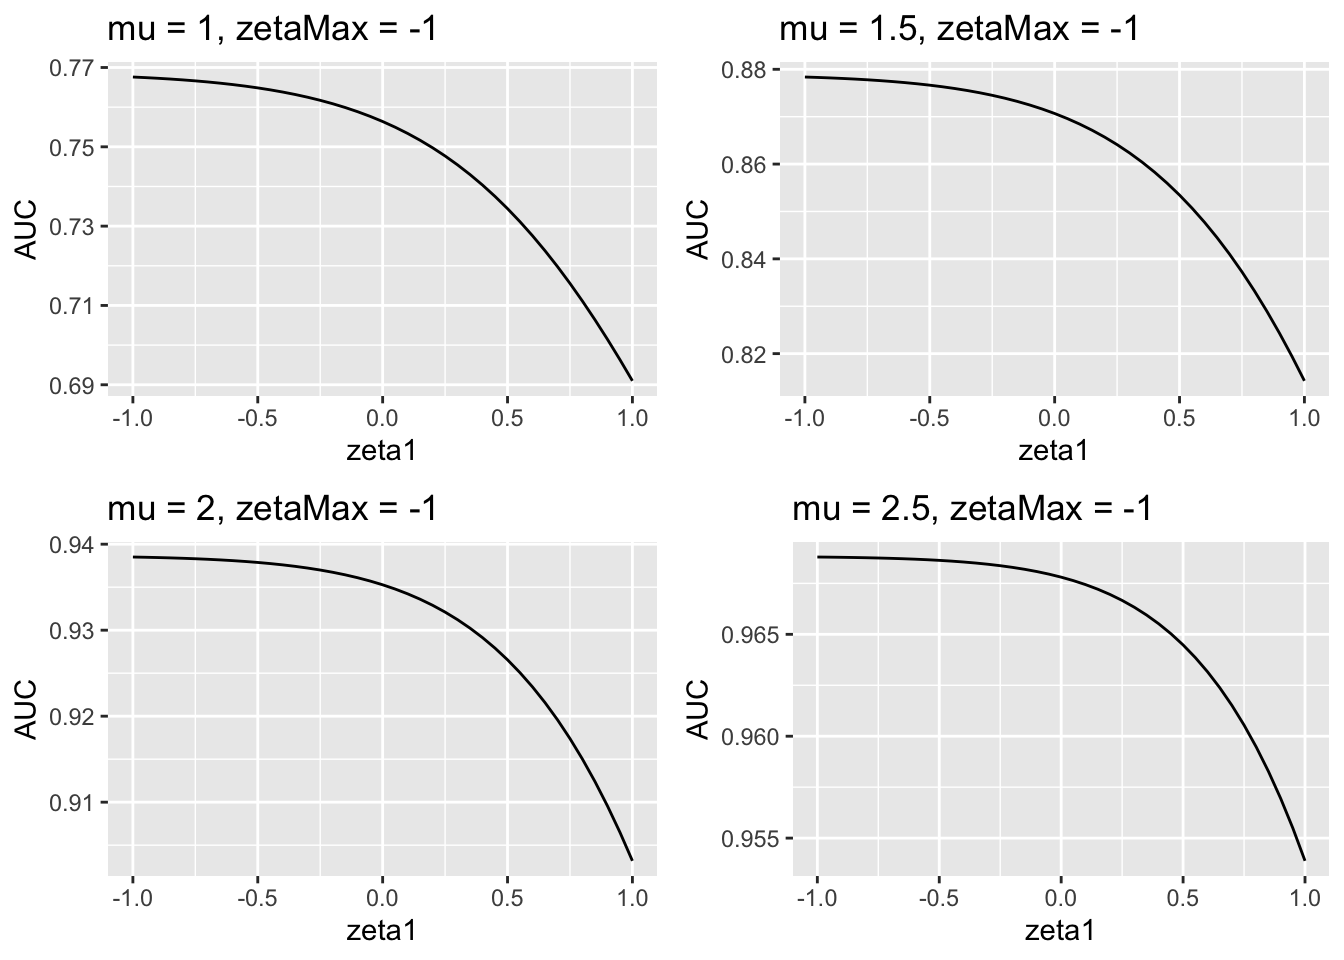 mu = 1, zetaMax = -1
0.77
0.75
0.73
0.71
0.69
AUC
-1.0 -0.5 0.0 0.5 1.0
zeta1
mu = 1.5, zetaMax = -1
0.88
0.86
0.84
0.82
AUC
-1.0 -0.5 0.0 0.5 1.0
zeta1
mu = 2, zetaMax = -1
0.94
0.93
0.92
0.91
AUC
-1.0 -0.5 0.0 0.5 1.0
zeta1
mu = 2.5, zetaMax = -1
0.965
0.960
0.955
AUC
-1.0 -0.5 0.0 0.5 1.0
zeta1